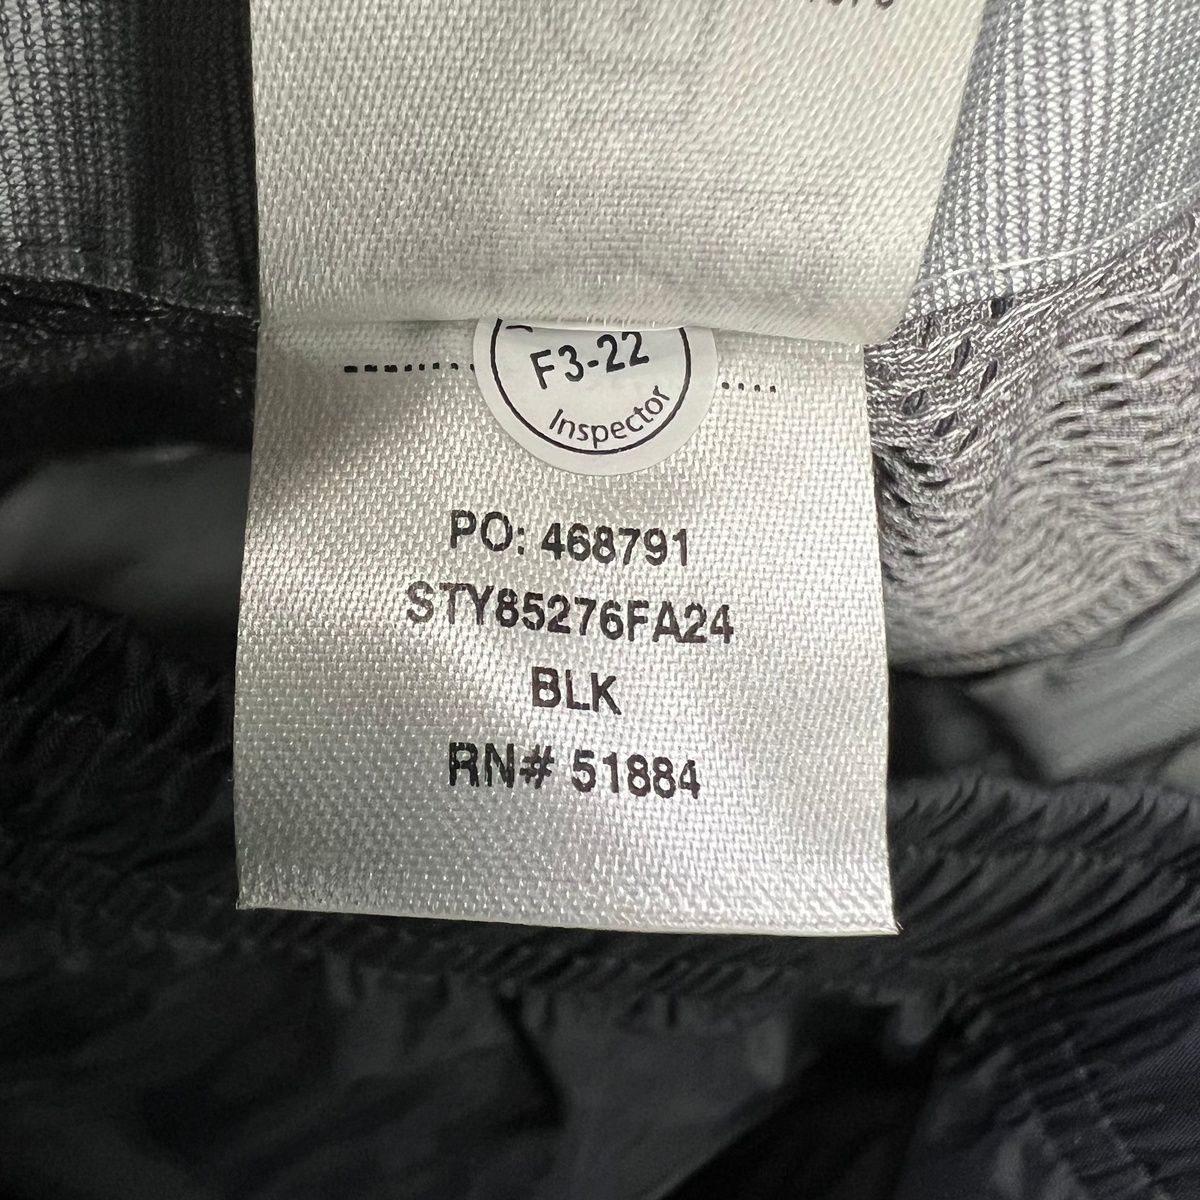 F3-22
Inspector
PO: 468791
STY85276FA24
BLK
RN# 51884